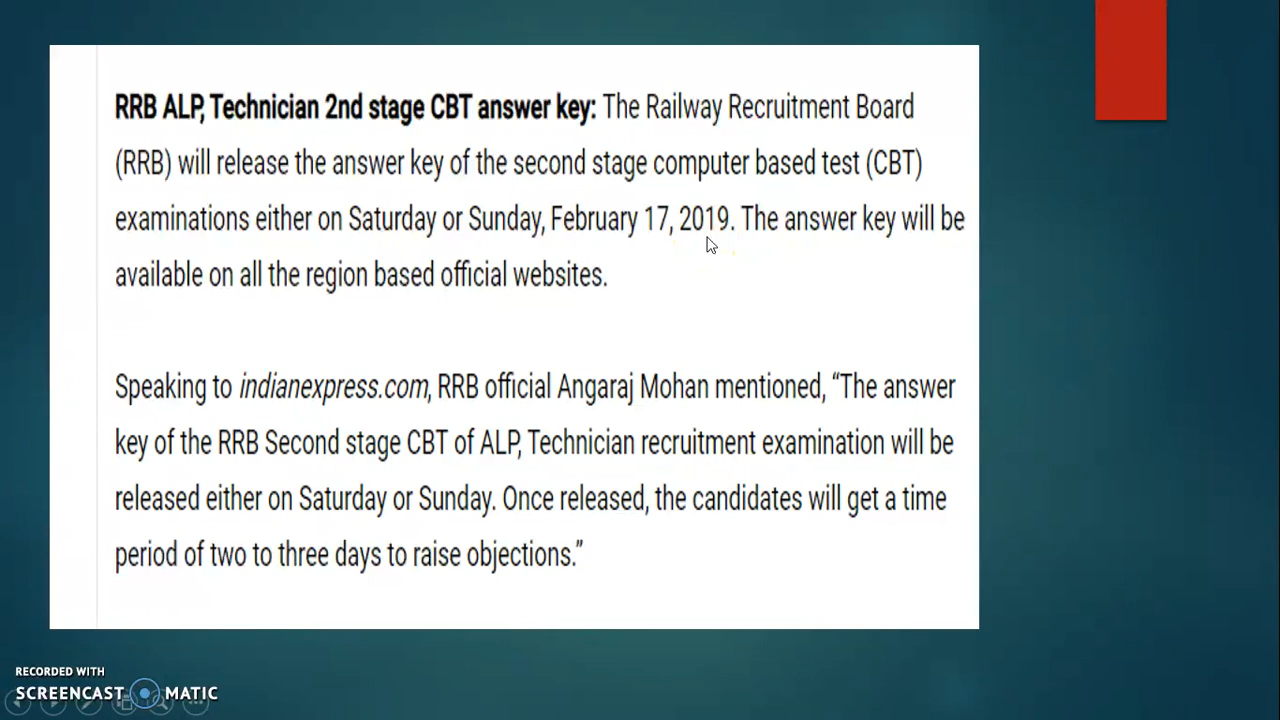 RRB ALP, Technician 2nd stage CBT answer key: The Railway Recruitment Board
(RRB) will release the answer key of the second stage computer based test (CBT)
examinations either on Saturday or Sunday, February 17, 2019. The answer key will be
available on all the region based official websites.
Speaking to indianexpress.com, RRB official Angaraj Mohan mentioned, “The answer
key of the RRB Second stage CBT of ALP, Technician recruitment examination will be
released either on Saturday or Sunday. Once released, the candidates will get a time
period of two to three days to raise objections.”
RECORDED WITH
SCREENCAST MATIC